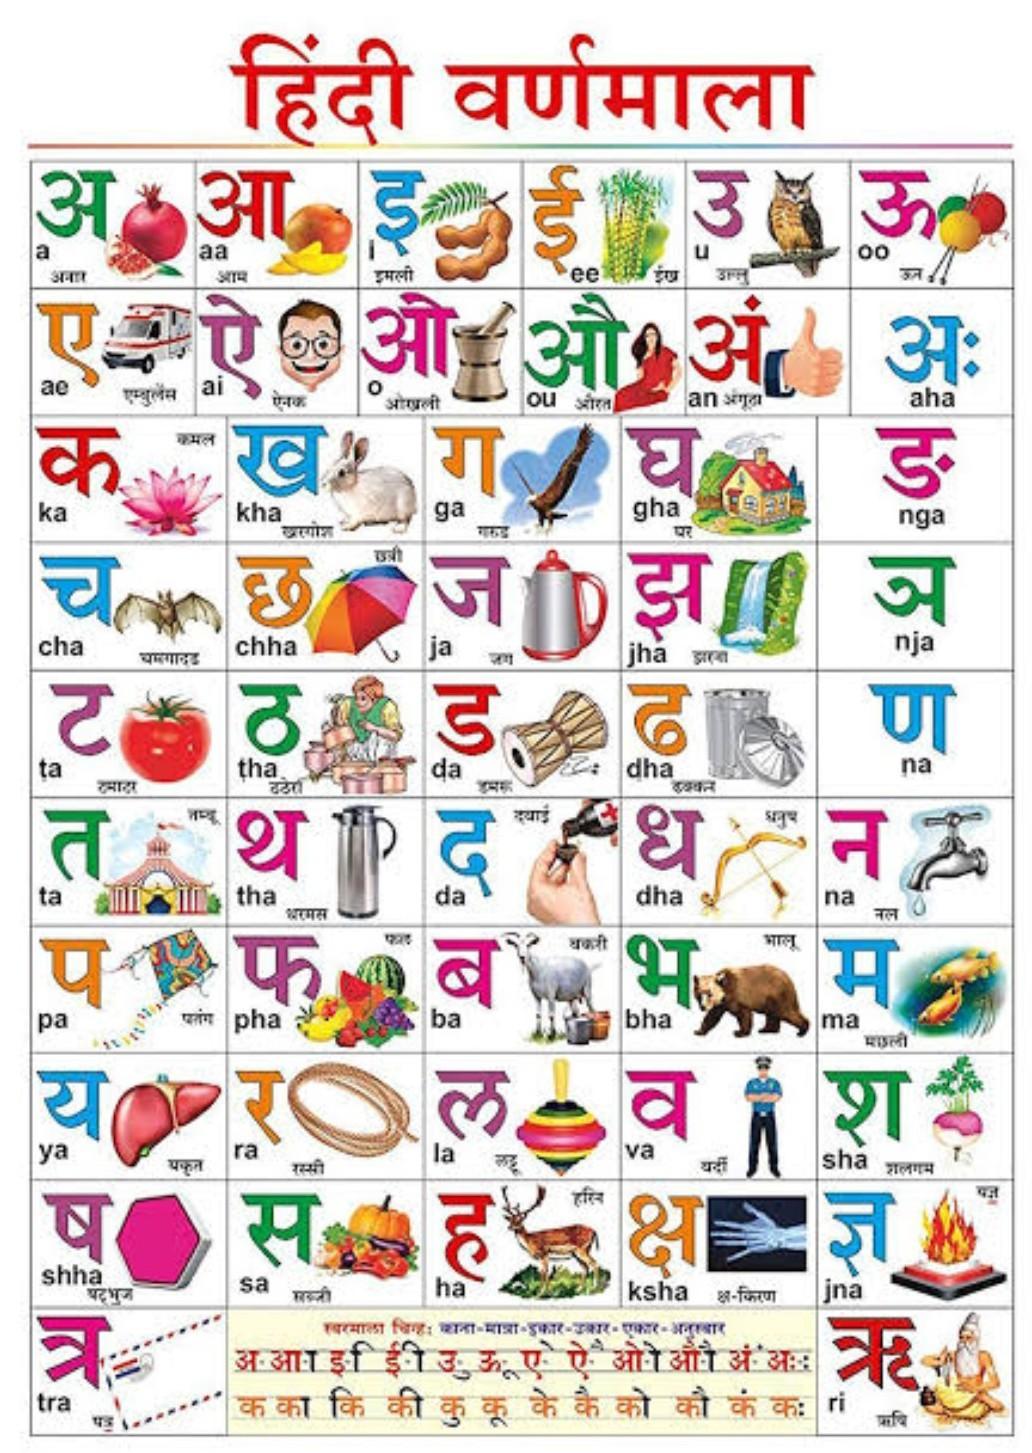 हिंदी वर्णमाला
अ a अनार
आ aa आम
इ i इमली
ई ee ईख
उ u उल्लु
ऊ oo ऊन
ए ae एम्बुलेंस
ऐ ai ऐनक
ओ o ओखली
औ ou औरत
अं an अंगूठा
अः aha
क ka कमल
ख kha खरगोश
ग ga गरुड
घ gha घर
ङ nga
च cha चमगादड
छ chha छत्री
ज ja जग
झ jha झरना
ञ nja
ट ṭa टमाटर
ठ ṭha ठठेरा
ड ḍa डमरू
ढ ḍha ढक्कन
ण ṇa
त ta तम्बू
थ tha थरमस
द da दवाई
ध dha धनुष
न na नल
प pa पतंग
फ pha फल
ब ba बकरी
भ bha भालू
म ma मछली
य ya यकृत
र ra रस्सी
ल la लट्टू
व va वर्दी
श sha शलगम
ष shha षट्भुज
स sa सब्जी
ह ha हरिन
क्ष ksha क्ष-किरण
ज्ञ jna यज्ञ
त्र tra पत्र
स्वरमाला चिन्ह: काना-मात्रा-इकार-उकार-एकार-अनुस्वार
अ- आ-ा इ-ि ई-ी उ-ु ऊ-ू ए-े ऐ-ै ओ-ो औ-ौ अं-ं अः-ः
क का कि की कु कू के कै को कौ कं कः
ऋ ri ऋषि